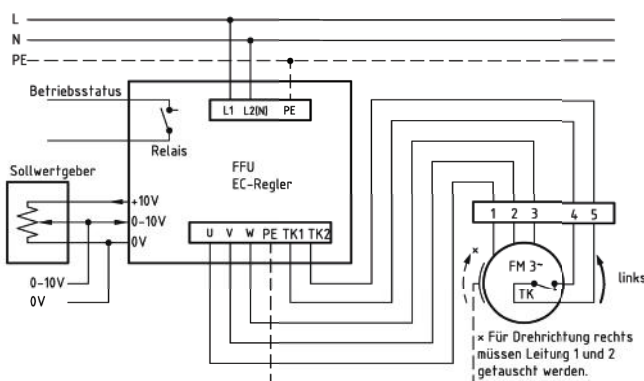 L
N
PE
Betriebsstatus
L1 L2(N) PE
Relais
FFU
EC-Regler
Sollwertgeber
+10V
0-10V
0V
U V W PE TK1 TK2
0-10V
0V
1 2 3 4 5
×
FM 3~
TK
links
× Für Drehrichtung rechts
müssen Leitung 1 und 2
getauscht werden.